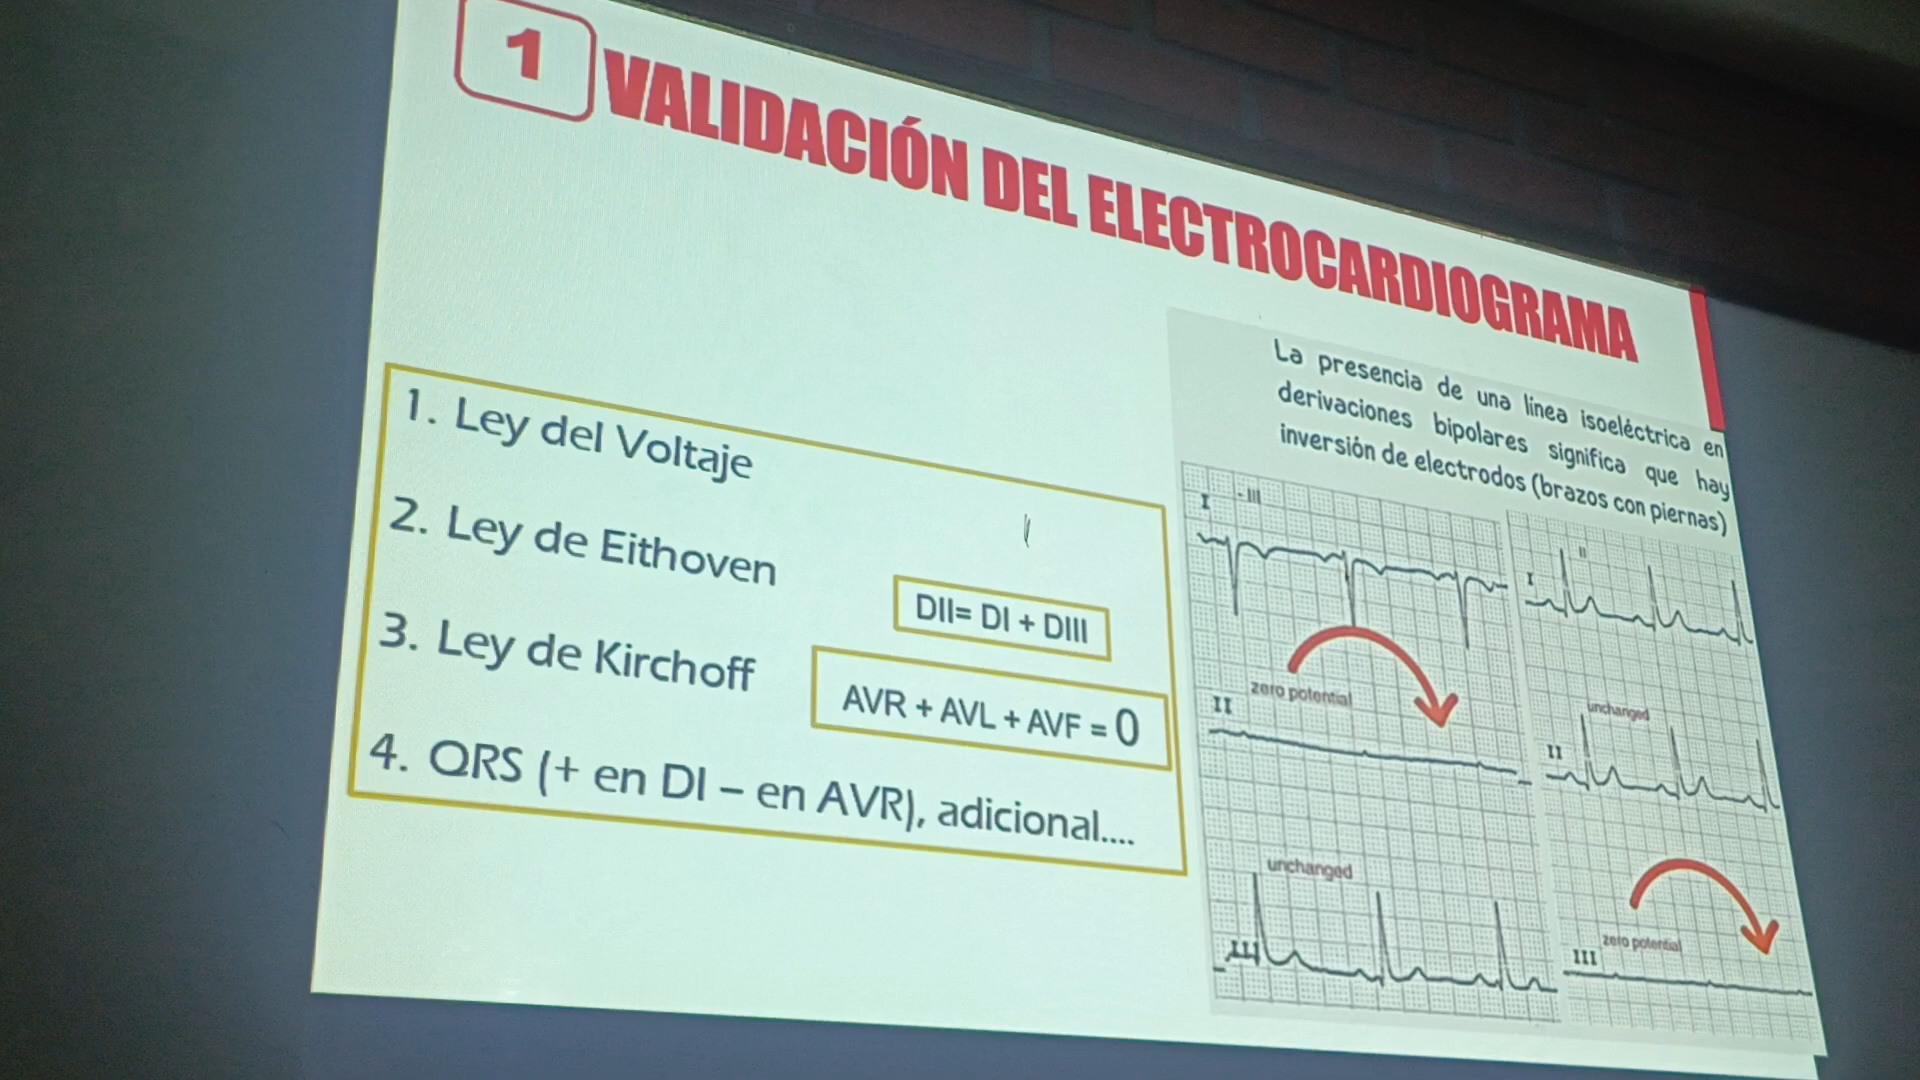 1
VALIDACIÓN DEL ELECTROCARDIOGRAMA
1. Ley del Voltaje
2. Ley de Eithoven
DII= DI + DIII
3. Ley de Kirchoff
AVR + AVL + AVF = 0
4. QRS (+ en DI – en AVR), adicional....
La presencia de una línea isoeléctrica en
derivaciones bipolares significa que hay
inversión de electrodos (brazos con piernas)
I
- III
zero potential
II
unchanged
III
I
II
unchanged
II
zero potential
III